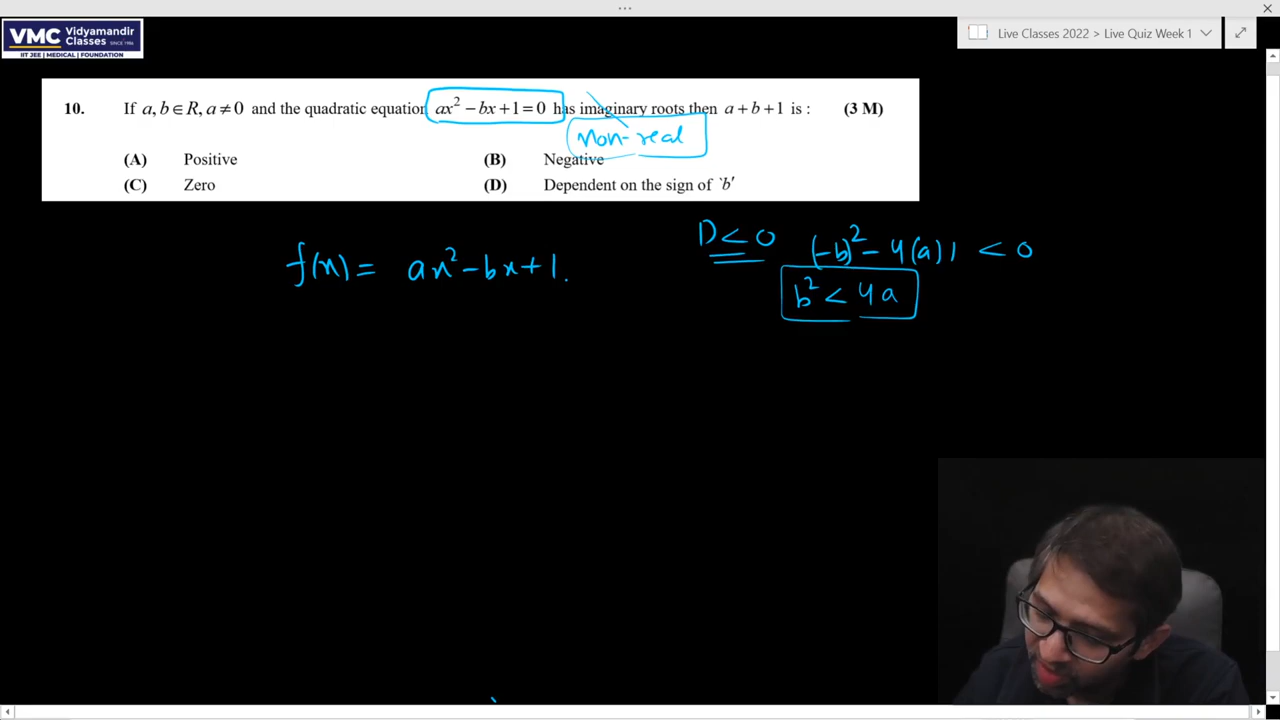 VMC Vidyamandir Classes SINCE 1986
IIT JEE | MEDICAL | FOUNDATION
Live Classes 2022 > Live Quiz Week 1
10. If a, b ∈ R, a ≠ 0 and the quadratic equation ax² − bx + 1 = 0 has imaginary roots then a + b + 1 is : (3 M)
non-real
(A) Positive (B) Negative
(C) Zero (D) Dependent on the sign of `b′
D < 0 (−b)² − 4(a)1 < 0
f(x) = ax² − bx + 1.
b² < 4a